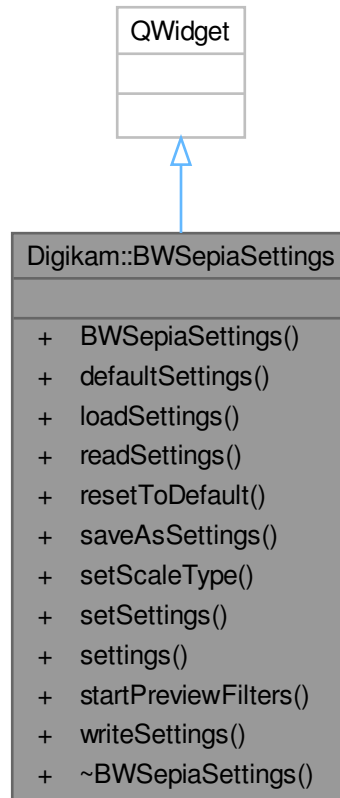 QWidget
Digikam::BWSepiaSettings
+ BWSepiaSettings()
+ defaultSettings()
+ loadSettings()
+ readSettings()
+ resetToDefault()
+ saveAsSettings()
+ setScaleType()
+ setSettings()
+ settings()
+ startPreviewFilters()
+ writeSettings()
+ ~BWSepiaSettings()